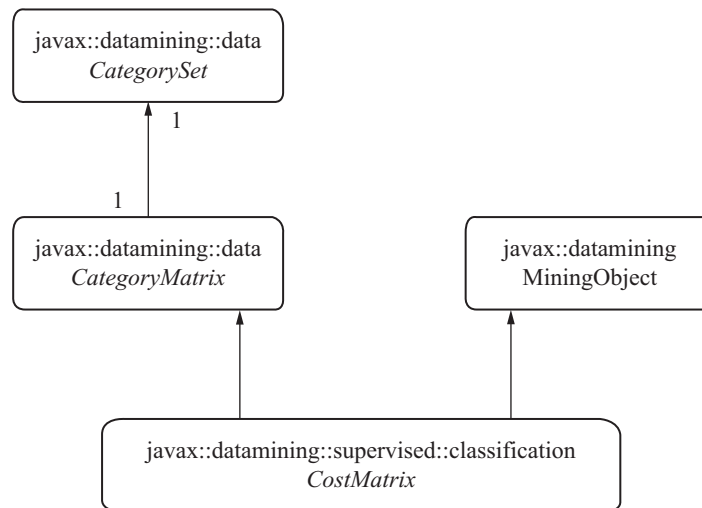 javax::datamining::data
CategorySet
1
1
javax::datamining::data
CategoryMatrix
javax::datamining
MiningObject
javax::datamining::supervised::classification
CostMatrix